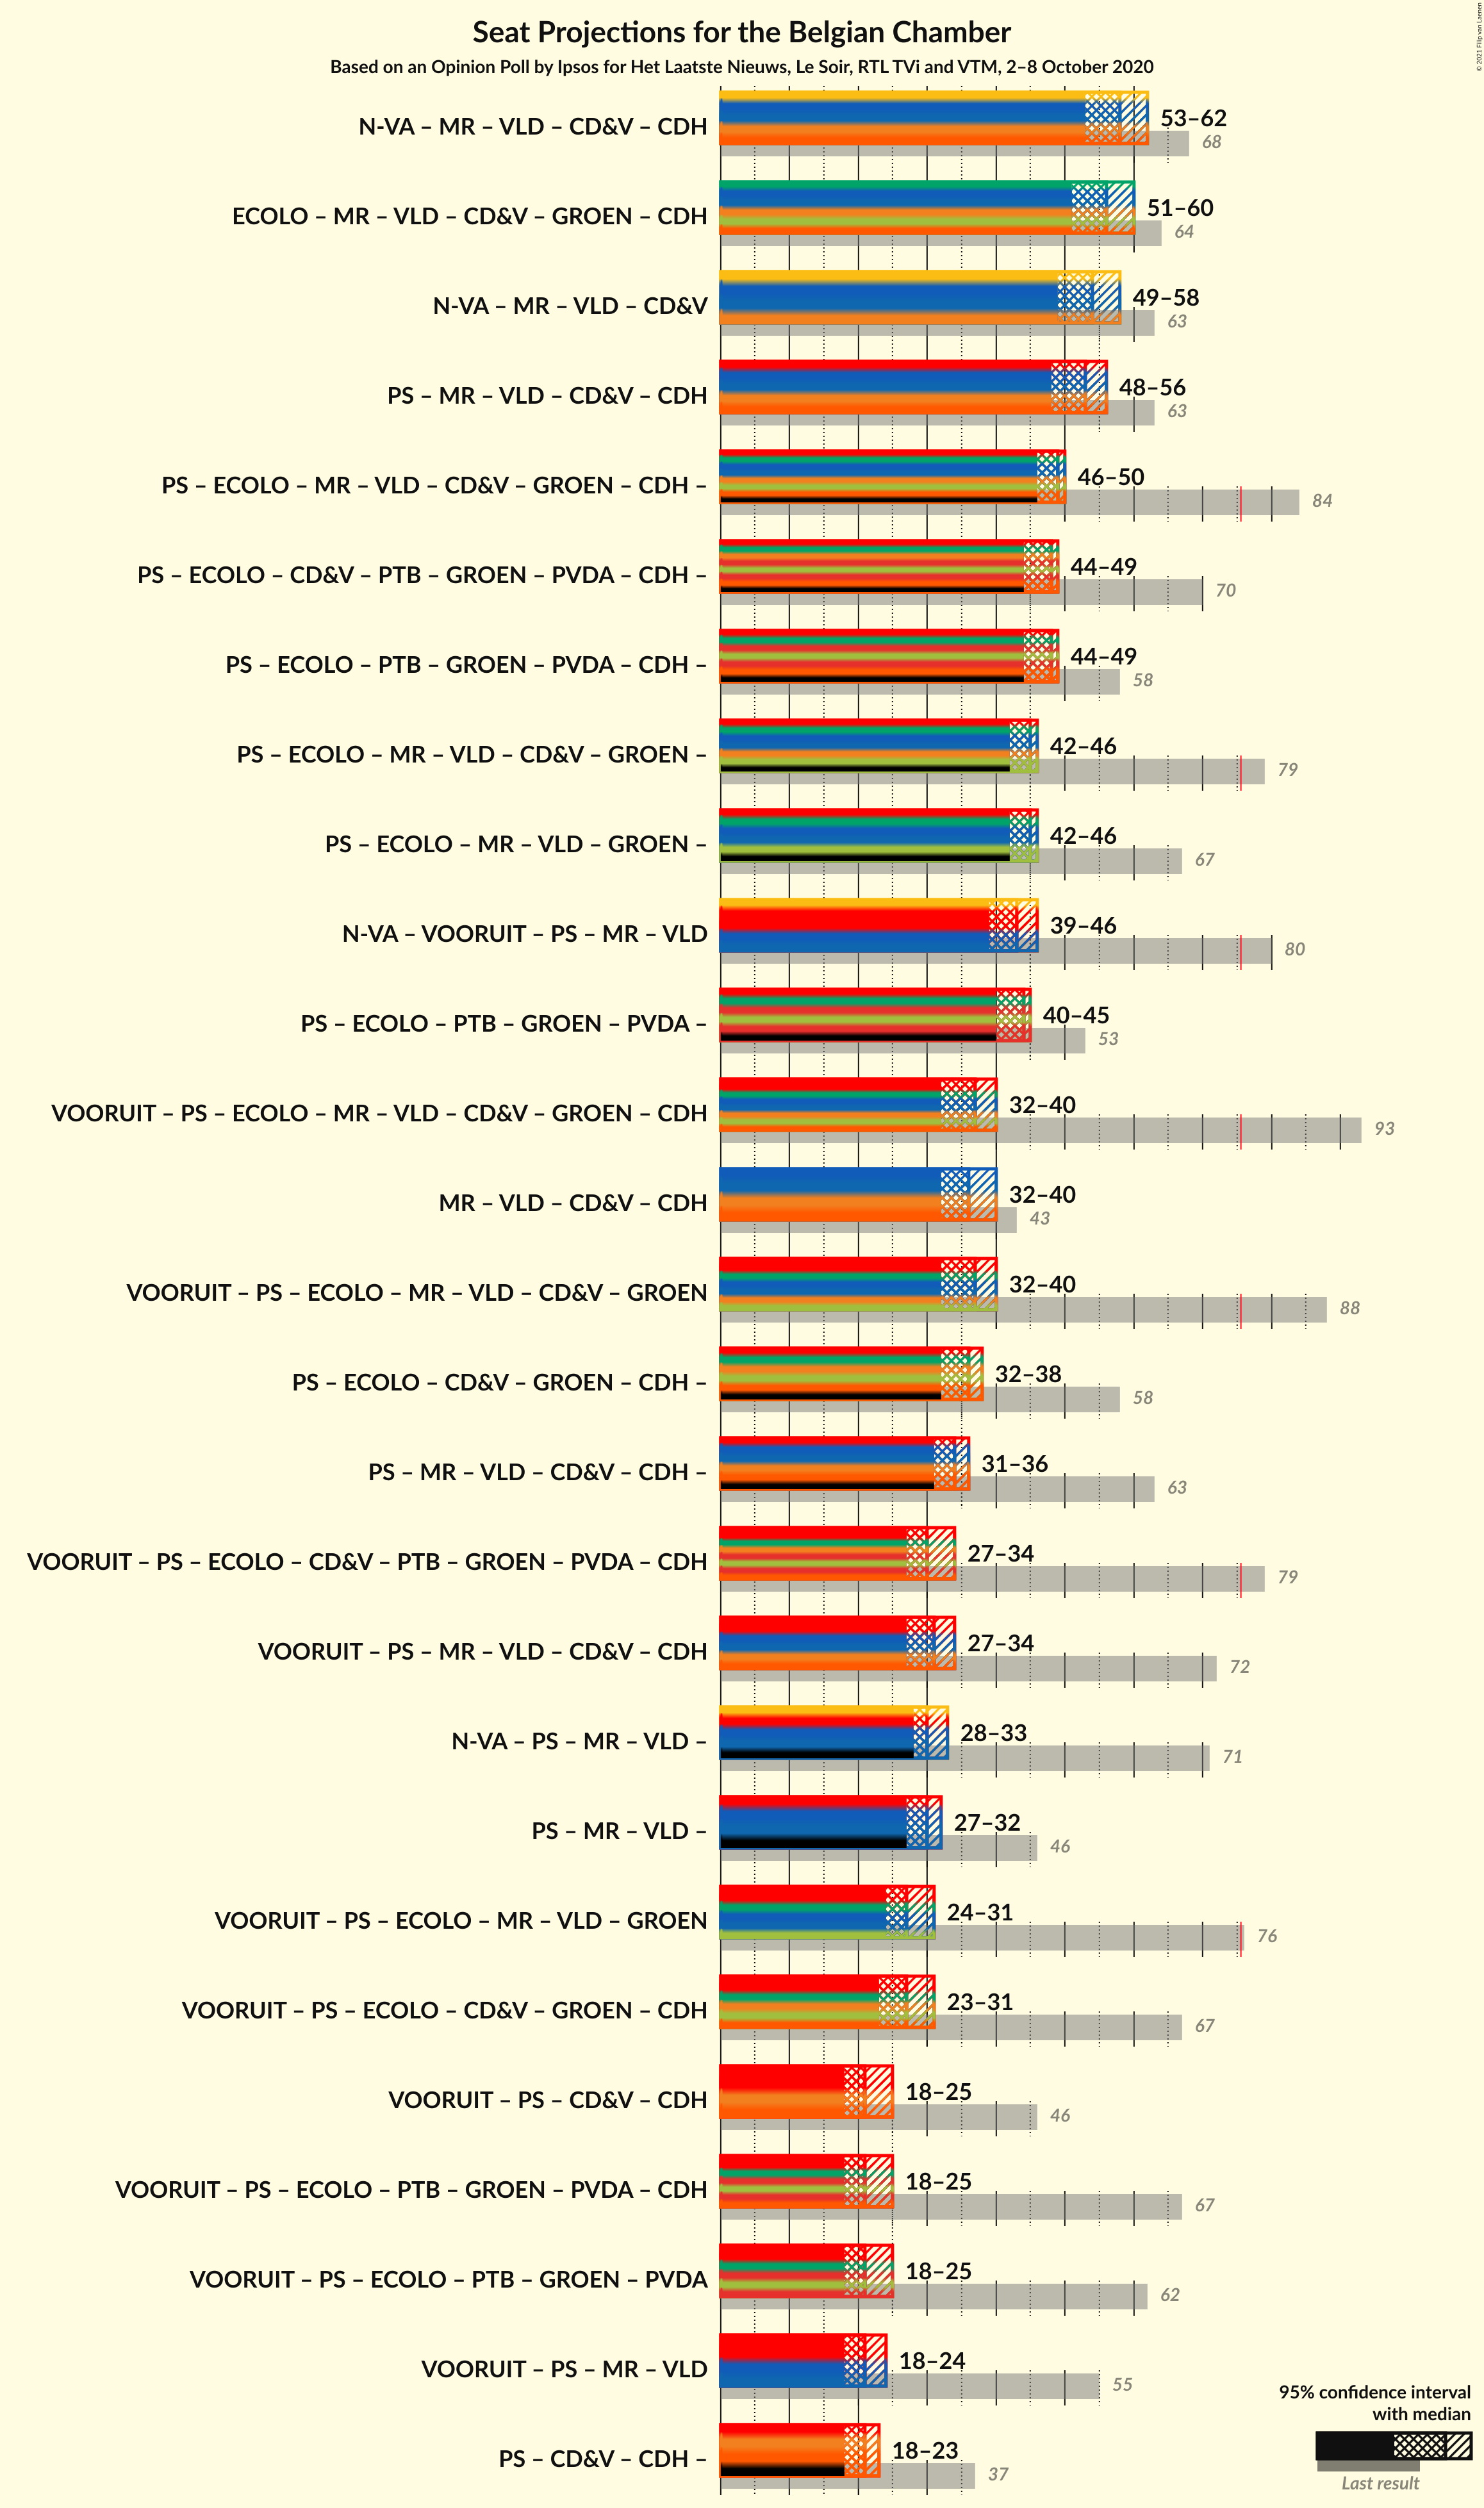 Seat Projections for the Belgian Chamber
Based on an Opinion Poll by Ipsos for Het Laatste Nieuws, Le Soir, RTL TVi and VTM, 2–8 October 2020
© 2021 Filip van Laenen
N-VA – MR – VLD – CD&V – CDH
53–62
68
ECOLO – MR – VLD – CD&V – GROEN – CDH
51–60
64
N-VA – MR – VLD – CD&V
49–58
63
PS – MR – VLD – CD&V – CDH
48–56
63
PS – ECOLO – MR – VLD – CD&V – GROEN – CDH –
46–50
84
PS – ECOLO – CD&V – PTB – GROEN – PVDA – CDH –
44–49
70
PS – ECOLO – PTB – GROEN – PVDA – CDH –
44–49
58
PS – ECOLO – MR – VLD – CD&V – GROEN –
42–46
79
PS – ECOLO – MR – VLD – GROEN –
42–46
67
N-VA – VOORUIT – PS – MR – VLD
39–46
80
PS – ECOLO – PTB – GROEN – PVDA –
40–45
53
VOORUIT – PS – ECOLO – MR – VLD – CD&V – GROEN – CDH
32–40
93
MR – VLD – CD&V – CDH
32–40
43
VOORUIT – PS – ECOLO – MR – VLD – CD&V – GROEN
32–40
88
PS – ECOLO – CD&V – GROEN – CDH –
32–38
58
PS – MR – VLD – CD&V – CDH –
31–36
63
VOORUIT – PS – ECOLO – CD&V – PTB – GROEN – PVDA – CDH
27–34
79
VOORUIT – PS – MR – VLD – CD&V – CDH
27–34
72
N-VA – PS – MR – VLD –
28–33
71
PS – MR – VLD –
27–32
46
VOORUIT – PS – ECOLO – MR – VLD – GROEN
24–31
76
VOORUIT – PS – ECOLO – CD&V – GROEN – CDH
23–31
67
VOORUIT – PS – CD&V – CDH
18–25
46
VOORUIT – PS – ECOLO – PTB – GROEN – PVDA – CDH
18–25
67
VOORUIT – PS – ECOLO – PTB – GROEN – PVDA
18–25
62
VOORUIT – PS – MR – VLD
18–24
55
PS – CD&V – CDH –
18–23
37
95% confidence interval
with median
Last result